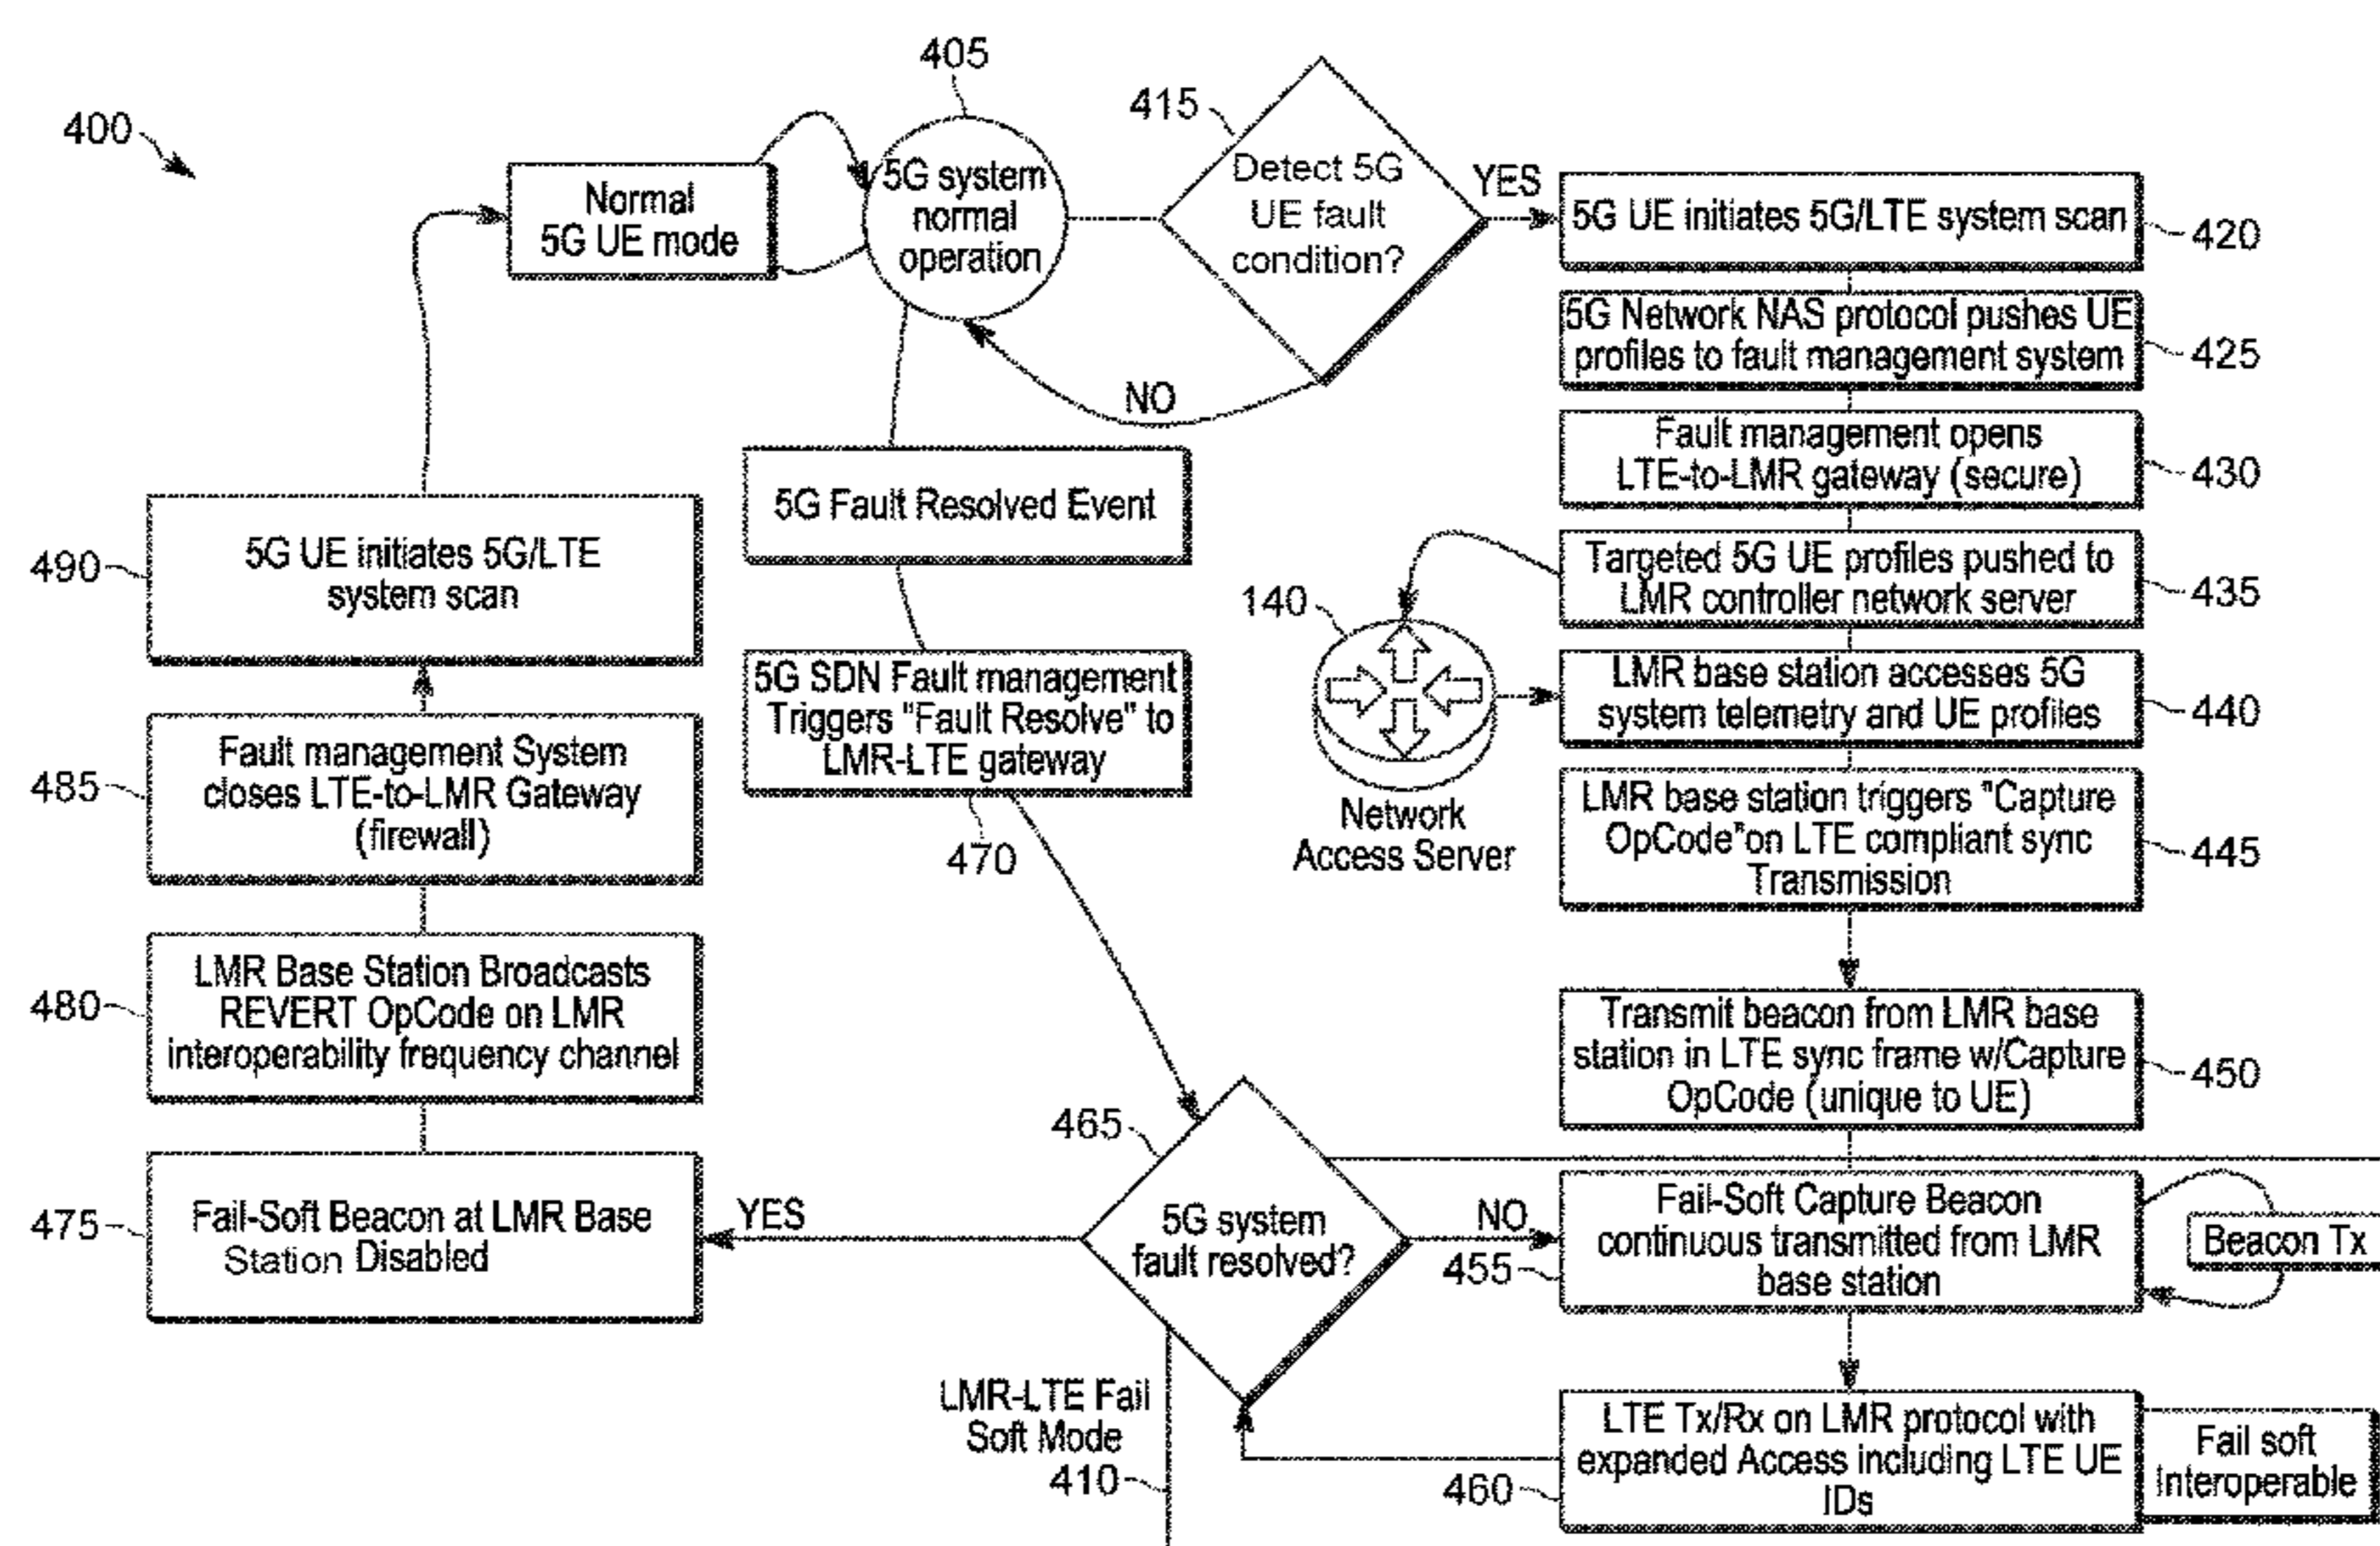 400
405
415
Normal
5G UE mode
5G system
normal
operation
Detect 5G
UE fault
condition?
YES
NO
5G UE initiates 5G/LTE system scan
420
5G Network NAS protocol pushes UE
profiles to fault management system
425
Fault management opens
LTE-to-LMR gateway (secure)
430
Targeted 5G UE profiles pushed to
LMR controller network server
435
140
Network
Access Server
LMR base station accesses 5G
system telemetry and UE profiles
440
LMR base station triggers "Capture
OpCode"on LTE compliant sync
Transmission
445
Transmit beacon from LMR base
station in LTE sync frame w/Capture
OpCode (unique to UE)
450
5G Fault Resolved Event
5G SDN Fault management
Triggers "Fault Resolve" to
LMR-LTE gateway
470
490
5G UE initiates 5G/LTE
system scan
485
Fault management System
closes LTE-to-LMR Gateway
(firewall)
480
LMR Base Station Broadcasts
REVERT OpCode on LMR
interoperability frequency channel
475
Fail-Soft Beacon at LMR Base
Station Disabled
YES
465
5G system
fault resolved?
NO
455
Fail-Soft Capture Beacon
continuous transmitted from LMR
base station
Beacon Tx
LMR-LTE Fail
Soft Mode
410
460
LTE Tx/Rx on LMR protocol with
expanded Access including LTE UE
IDs
Fail soft
Interoperable